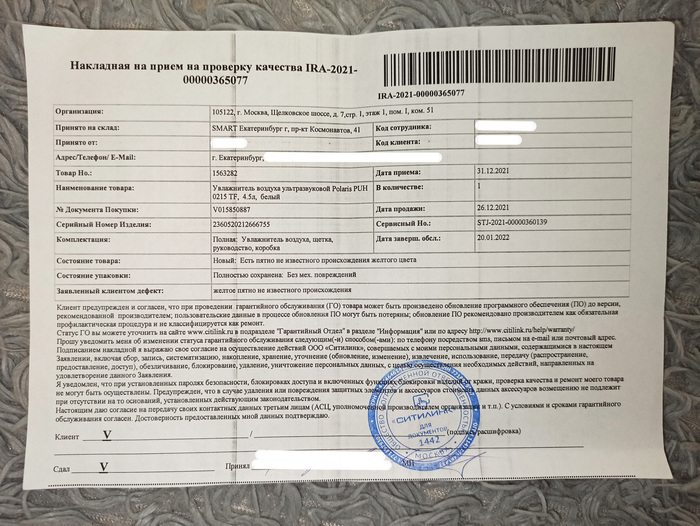 Накладная на прием на проверку качества IRA-2021-
00000365077
IRA-2021-00000365077
Организация: 105122, г. Москва, Щелковское шоссе, д. 7,стр. 1, этаж 1, пом. 1, ком. 51
Принято на склад: SMART Екатеринбург г, пр-кт Космонавтов, 41 Код сотрудника:
Принято от: Код клиента:
Адрес/Телефон/ E-Mail: г. Екатеринбург,
Товар No.: 1563282 Дата приема: 31.12.2021
Наименование товара: Увлажнитель воздуха ультразвуковой Polaris PUH В количестве: 1
0215 TF, 4.5л, белый
№ Документа Покупки: V015850887 Дата продажи: 26.12.2021
Серийный Номер Изделия: 2360520212666755 Сервисный No.: STJ-2021-00000360139
Комплектация: Полная; Увлажнитель воздуха, щетка, Дата заверш. обсл.: 20.01.2022
руководство, коробка
Состояние товара: Новый: Есть пятно не известного происхождения желтого цвета
Состояние упаковки: Полностью сохранена: Без мех. повреждений
Заявленный клиентом дефект: желтое пятно не известного происхождения
Клиент предупрежден и согласен, что при проведении гарантийного обслуживания (ГО) товара может быть произведено обновление программного обеспечения (ПО) до версии,
рекомендованной производителем; пользовательские данные в процессе обновления ПО могут быть потеряны; обновление ПО рекомендовано производителем как обязательная
профилактическая процедура и не классифицируется как ремонт.
Статус ГО вы можете уточнить на сайте www.citilink.ru в подразделе "Гарантийный Отдел" в разделе "Информация" или по адресу http://www.citilink.ru/help/warranty/
Прошу уведомить меня об изменении статуса гарантийного обслуживания следующим(-и) способом(-ами): по телефону посредством sms, письмом на e-mail или почтовый адрес.
Подписанием накладной я выражаю свое согласие на осуществление действий ООО «Ситилинк», совершаемых с моими персональными данными, содержащимися в настоящем
Заявлении, включая сбор, запись, систематизацию, накопление, хранение, уточнение (обновление, изменение), извлечение, использование, передачу (распространение,
предоставление, доступ), обезличивание, блокирование, удаление, уничтожение персональных данных, с целью осуществления необходимых действий, направленных на
удовлетворение данного Заявления.
Я уведомлен, что при установленных паролях безопасности, блокировках доступа и включенных функциях блокировки изделий от кражи, проверка качества и ремонт моего товара
не могут быть осуществлены. Предупрежден, что в случае удаления или повреждения защитных элементов и аксессуаров стоимость данных аксессуаров возмещению не подлежит
при отсутствии на то оснований, установленных действующим законодательством.
Настоящим даю согласие на передачу своих контактных данных третьим лицам (АСЦ, уполномоченной производителем организации и т.п.). С условиями и сроками гарантийного
обслуживания согласен. Достоверность предоставленных мной данных подтверждаю.
Клиент V / (подпись/расшифровка)
Сдал V Принял МП
«СИТИЛИНК»
ДЛЯ
ДОКУМЕНТОВ
1442
МОСКВА